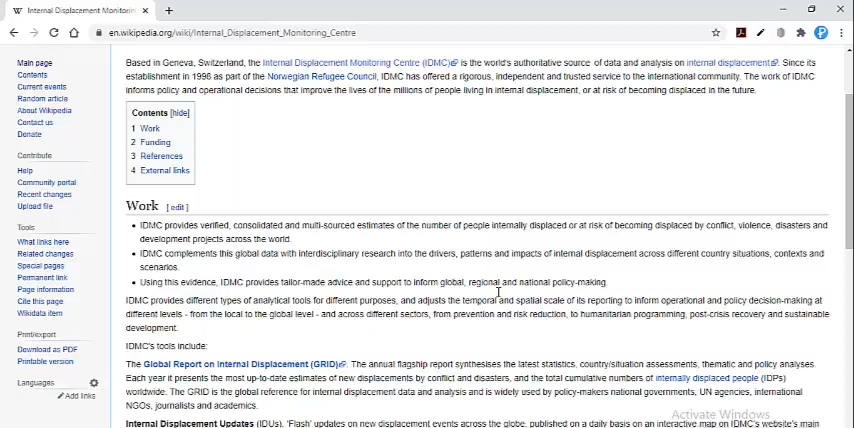 Internal Displacement Monitoring
en.wikipedia.org/wiki/Internal_Displacement_Monitoring_Centre
Main page
Contents
Current events
Random article
About Wikipedia
Contact us
Donate
Contribute
Help
Community portal
Recent changes
Upload file
Tools
What links here
Related changes
Special pages
Permanent link
Page information
Cite this page
Wikidata item
Print/export
Download as PDF
Printable version
Languages
Add links
Based in Geneva, Switzerland, the Internal Displacement Monitoring Centre (IDMC) is the world's authoritative source of data and analysis on internal displacement. Since its
establishment in 1998 as part of the Norwegian Refugee Council, IDMC has offered a rigorous, independent and trusted service to the international community. The work of IDMC
informs policy and operational decisions that improve the lives of the millions of people living in internal displacement, or at risk of becoming displaced in the future.
Contents [hide]
1 Work
2 Funding
3 References
4 External links
Work [ edit ]
• IDMC provides verified, consolidated and multi-sourced estimates of the number of people internally displaced or at risk of becoming displaced by conflict, violence, disasters and
development projects across the world.
• IDMC complements this global data with interdisciplinary research into the drivers, patterns and impacts of internal displacement across different country situations, contexts and
scenarios.
• Using this evidence, IDMC provides tailor-made advice and support to inform global, regional and national policy-making.
IDMC provides different types of analytical tools for different purposes, and adjusts the temporal and spatial scale of its reporting to inform operational and policy decision-making at
different levels - from the local to the global level - and across different sectors, from prevention and risk reduction, to humanitarian programming, post-crisis recovery and sustainable
development.
IDMC's tools include:
The Global Report on Internal Displacement (GRID). The annual flagship report synthesises the latest statistics, country/situation assessments, thematic and policy analyses.
Each year it presents the most up-to-date estimates of new displacements by conflict and disasters, and the total cumulative numbers of internally displaced people (IDPs)
worldwide. The GRID is the global reference for internal displacement data and analysis and is widely used by policy-makers national governments, UN agencies, international
NGOs, journalists and academics.
Activate Windows
Internal Displacement Updates (IDUs). 'Flash' updates on new displacement events across the globe, published on a daily basis on an interactive map on IDMC's website's main